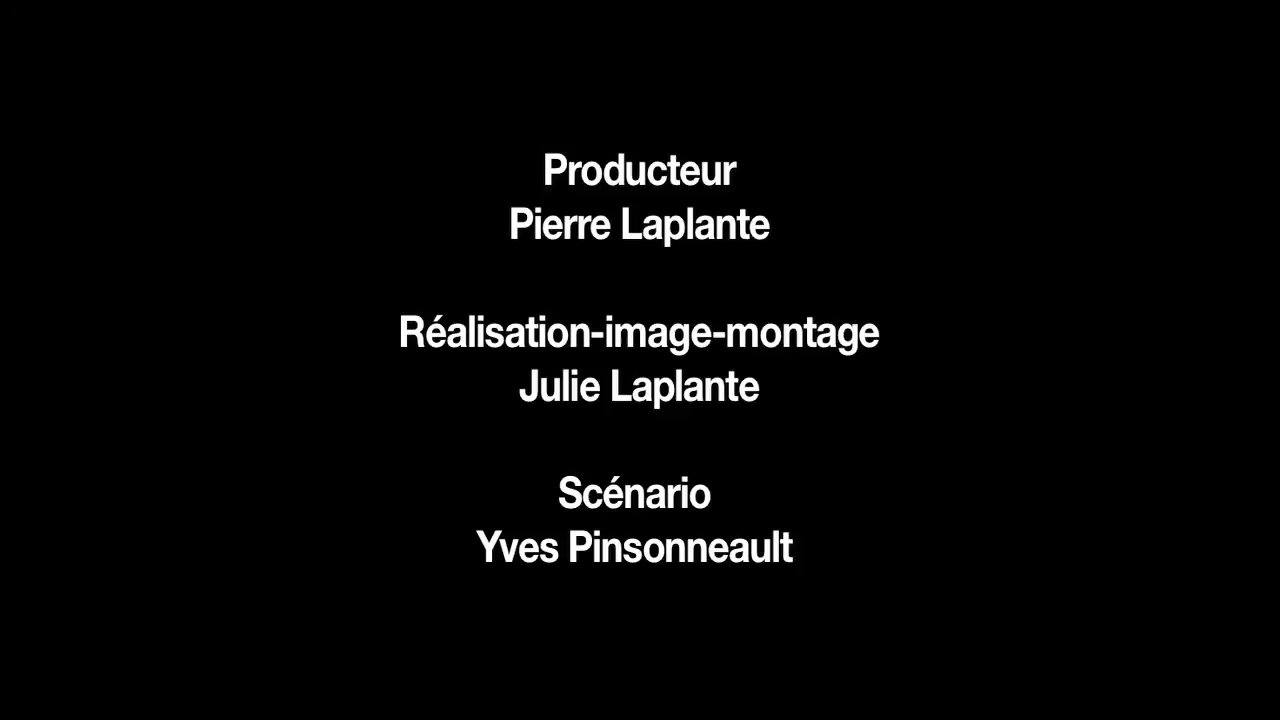 Producteur
Pierre Laplante
Réalisation-image-montage
Julie Laplante
Scénario
Yves Pinsonneault